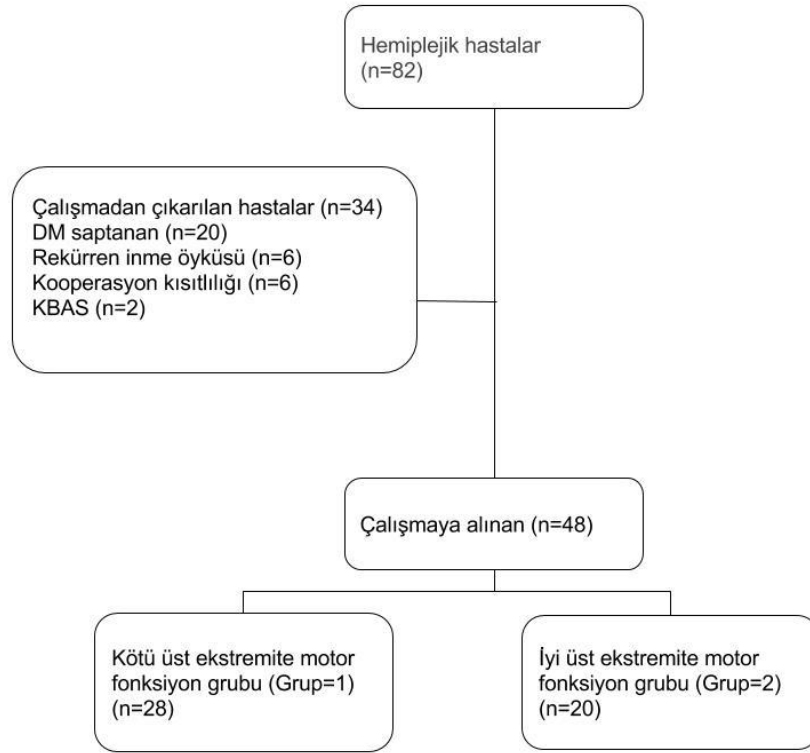 Hemiplejik hastalar
(n=82)
Çalışmadan çıkarılan hastalar (n=34)
DM saptanan (n=20)
Rekürren inme öyküsü (n=6)
Kooperasyon kısıtlılığı (n=6)
KBAS (n=2)
Çalışmaya alınan (n=48)
Kötü üst ekstremite motor
fonksiyon grubu (Grup=1)
(n=28)
İyi üst ekstremite motor
fonksiyon grubu (Grup=2)
(n=20)